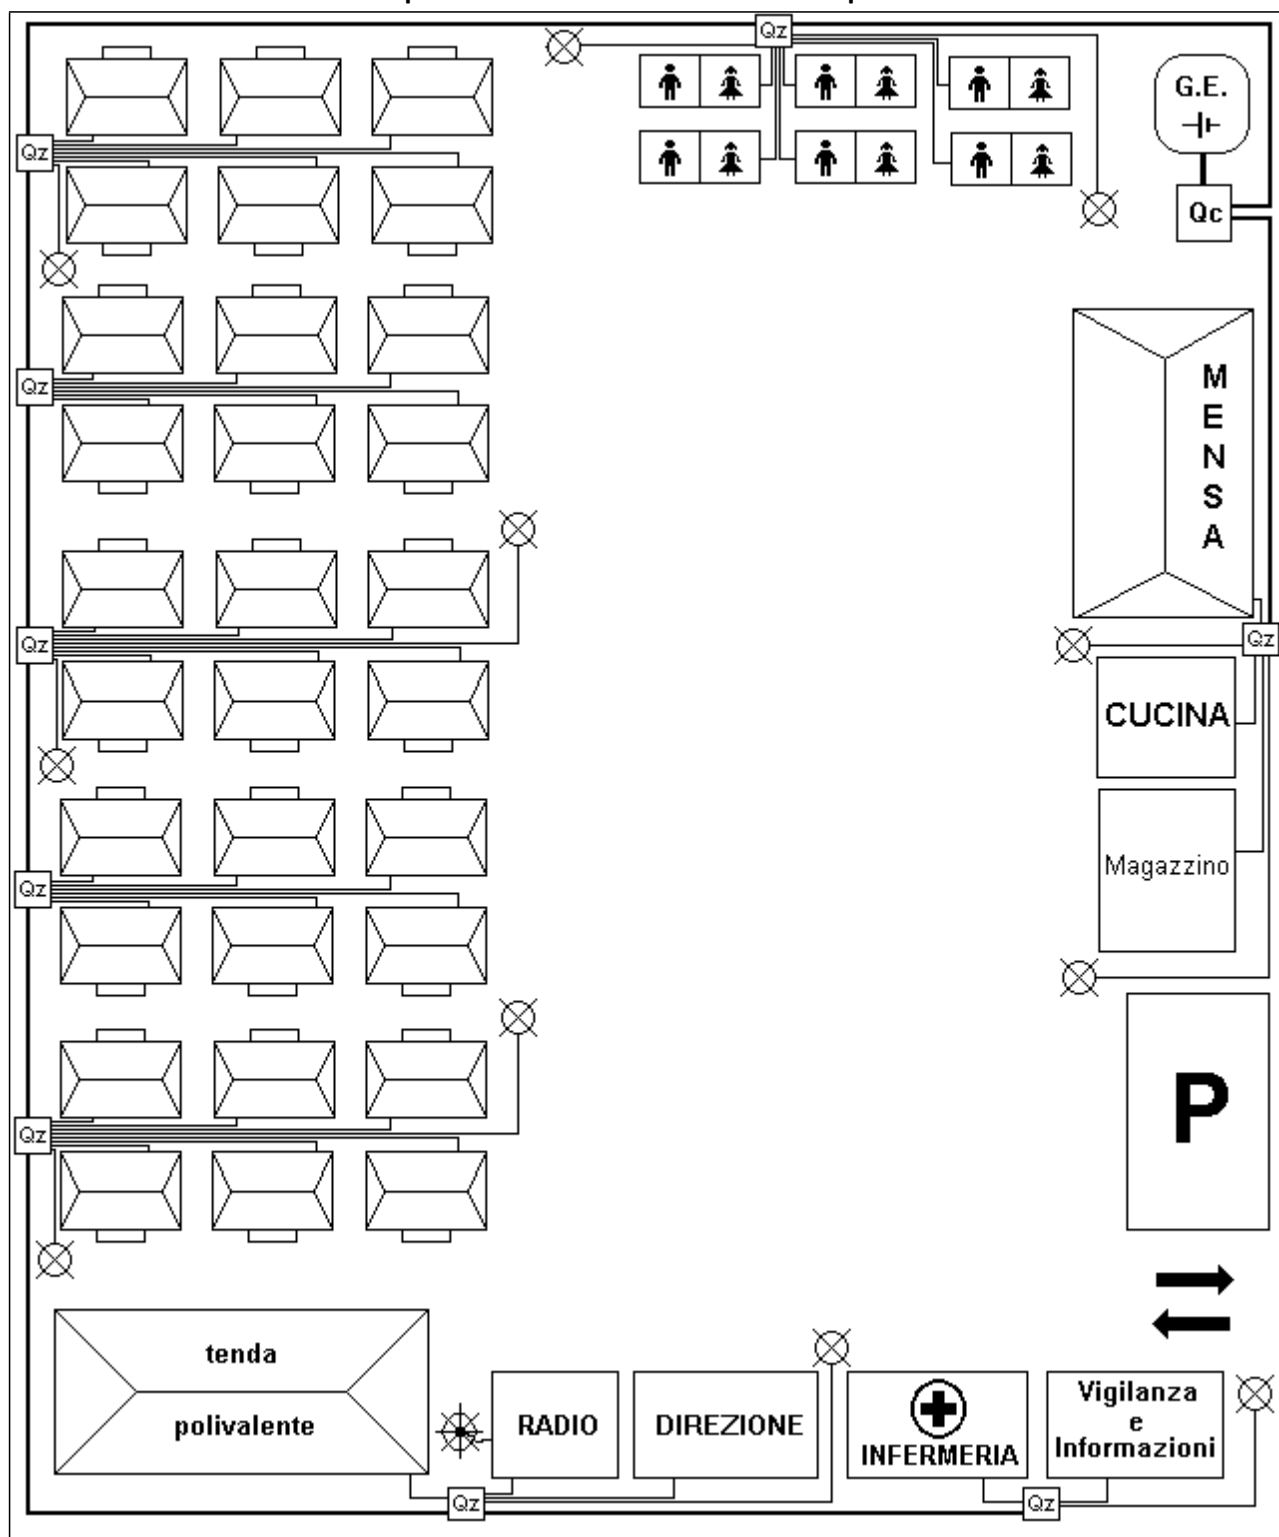 Qz
G.E.
Qz
Qc
Qz
M
E
N
S
A
Qz
Qz
CUCINA
Magazzino
Qz
P
Qz
tenda
polivalente
RADIO
DIREZIONE
INFERMERIA
Vigilanza
e
Informazioni
Qz
Qz